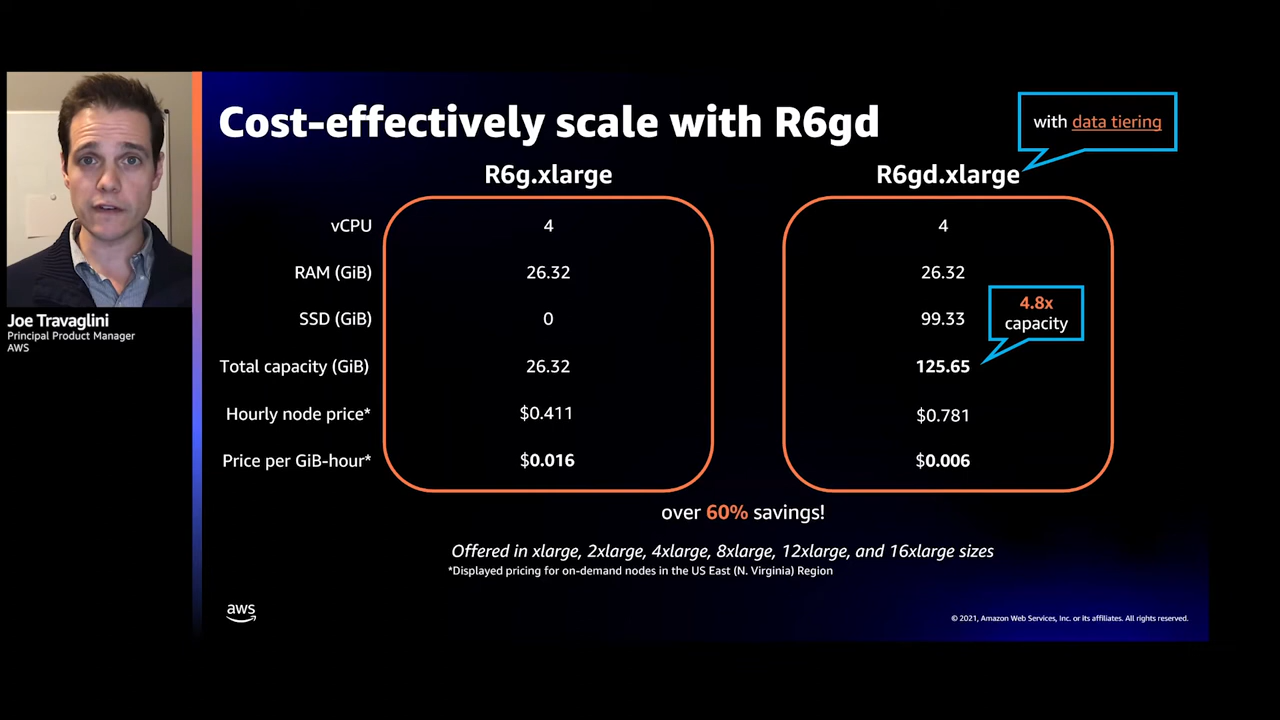 Cost-effectively scale with R6gd
with data tiering
R6g.xlarge
R6gd.xlarge
vCPU 4 4
RAM (GiB) 26.32 26.32
SSD (GiB) 0 99.33
4.8x
capacity
Total capacity (GiB) 26.32 125.65
Hourly node price* $0.411 $0.781
Price per GiB-hour* $0.016 $0.006
over 60% savings!
Offered in xlarge, 2xlarge, 4xlarge, 8xlarge, 12xlarge, and 16xlarge sizes
*Displayed pricing for on-demand nodes in the US East (N. Virginia) Region
Joe Travaglini
Principal Product Manager
AWS
aws
© 2021, Amazon Web Services, Inc. or its affiliates. All rights reserved.